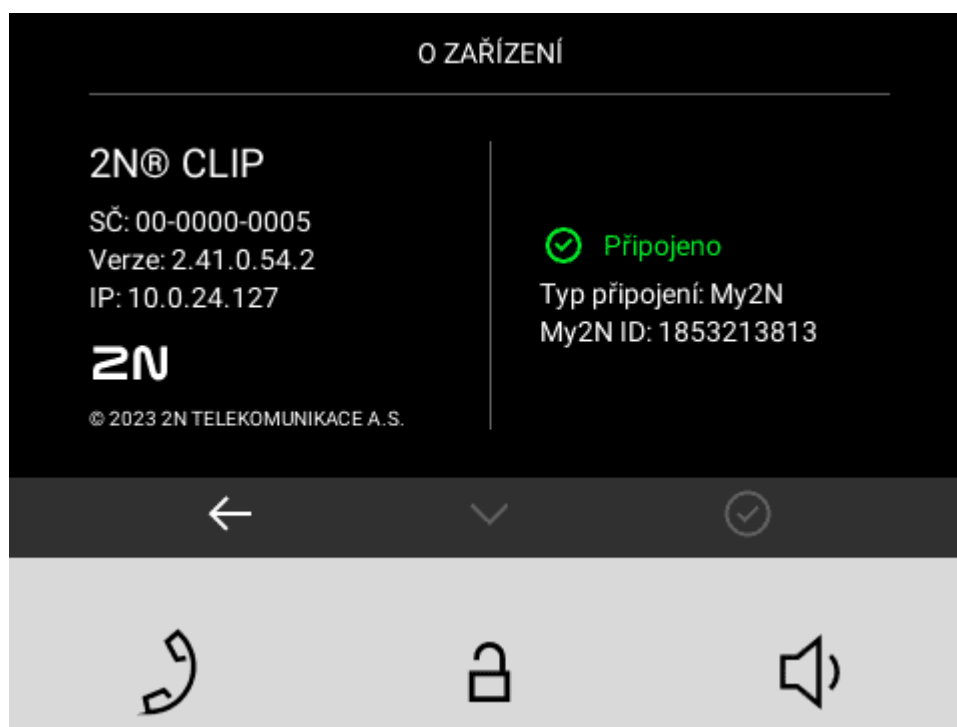 O ZAŘÍZENÍ
2N® CLIP
SČ: 00-0000-0005
Verze: 2.41.0.54.2
IP: 10.0.24.127
2N
© 2023 2N TELEKOMUNIKACE A.S.
Připojeno
Typ připojení: My2N
My2N ID: 1853213813